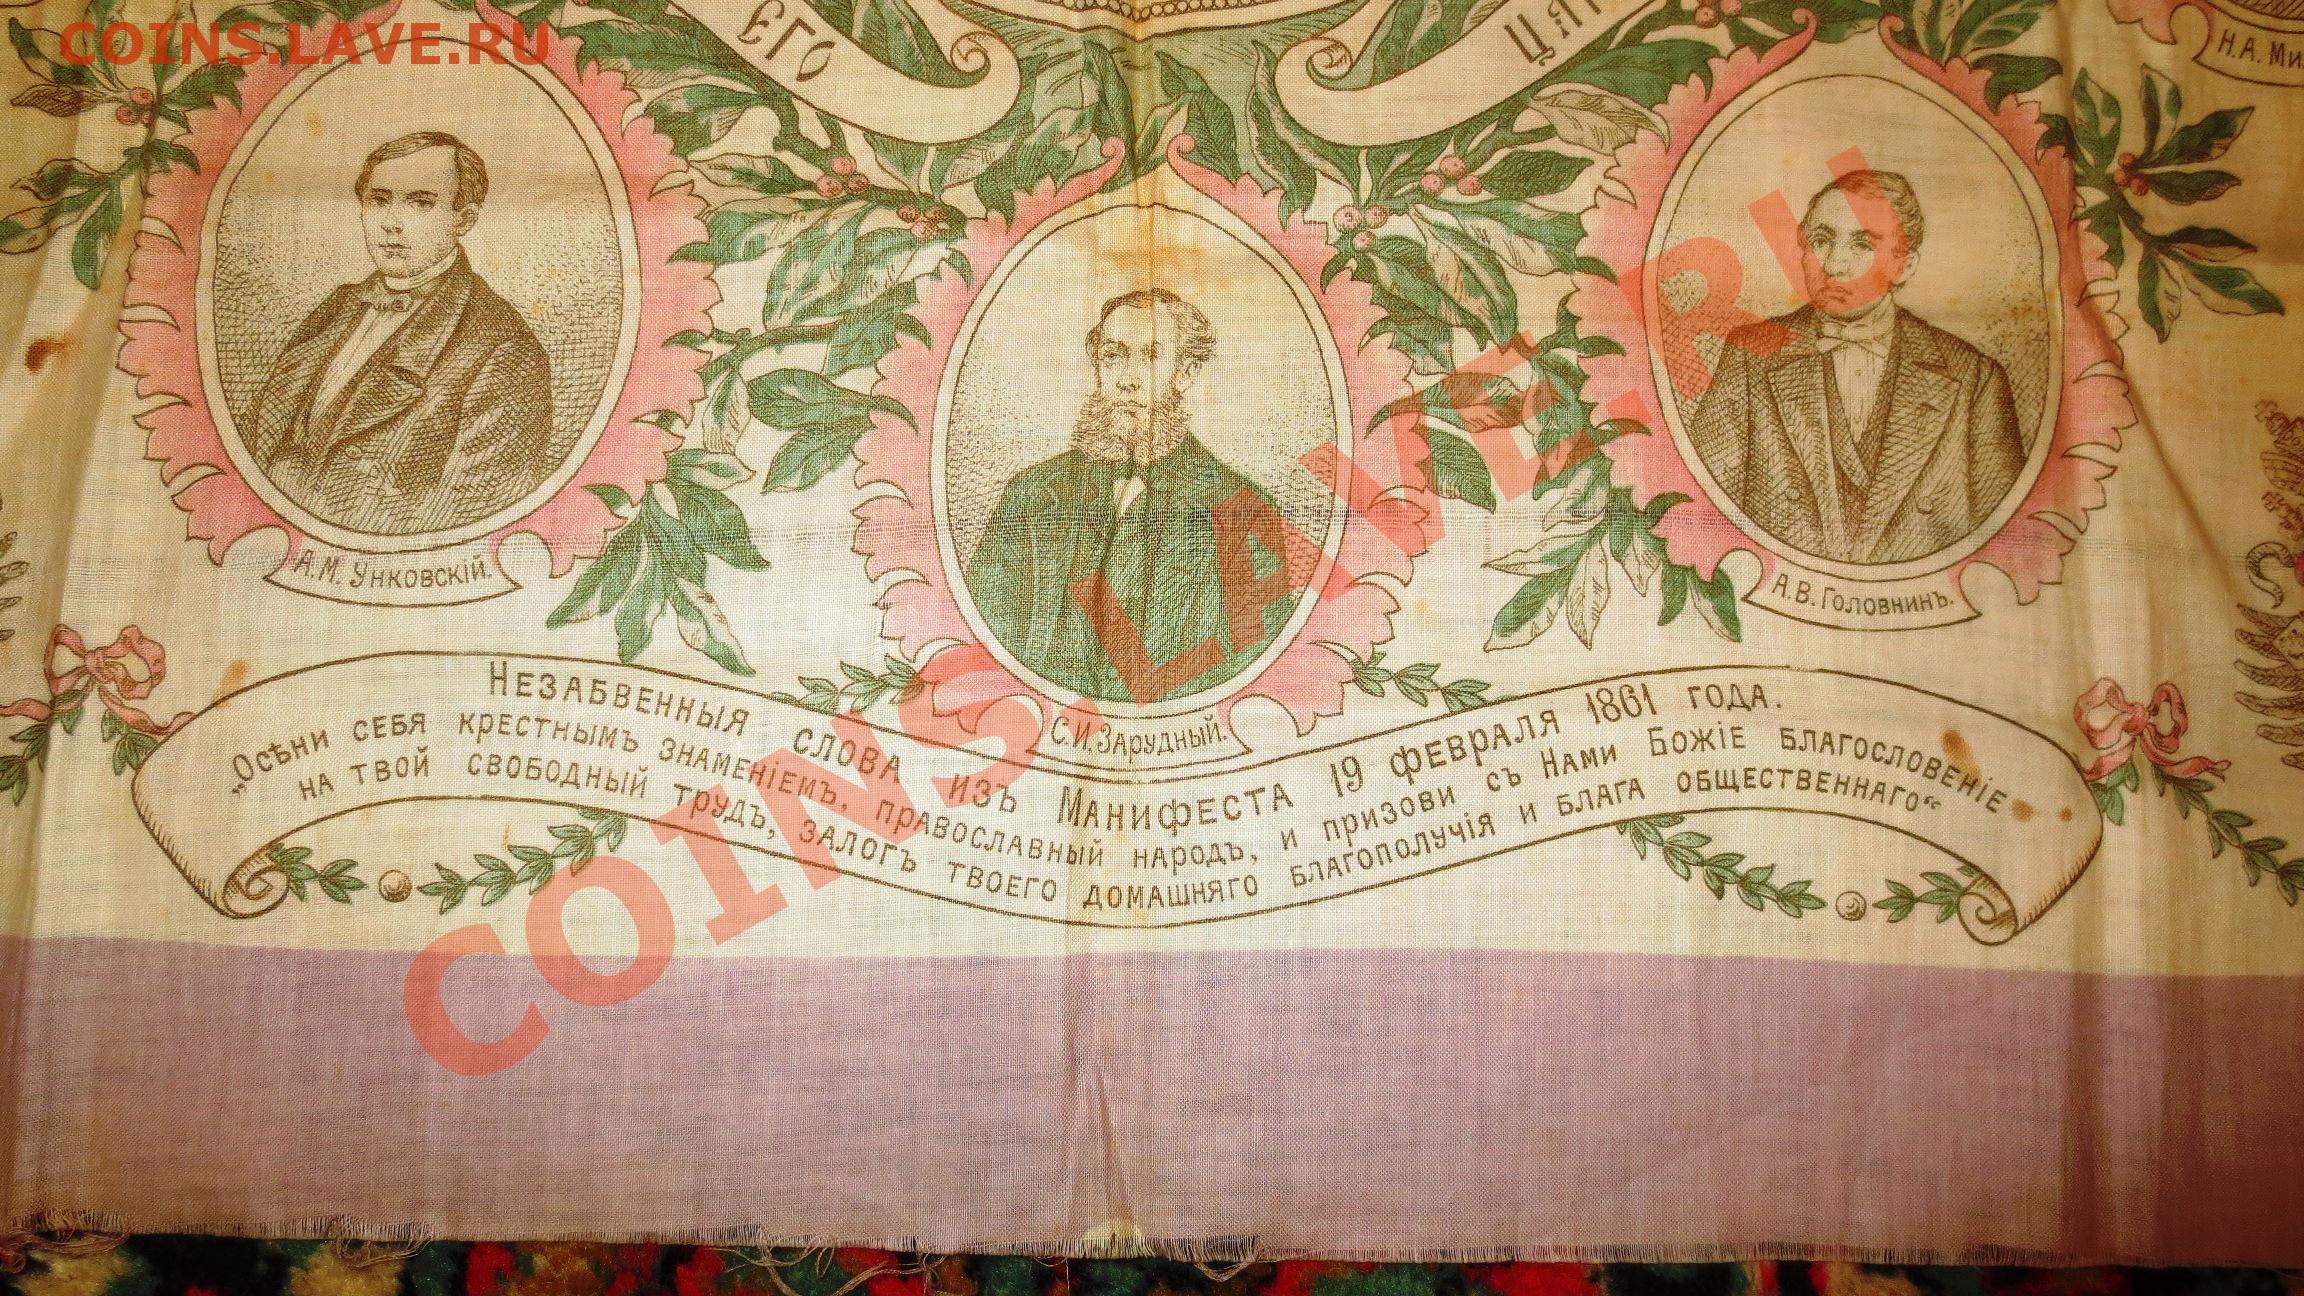 COINS.LAVE.RU
ЕГО
Н.А.
А.М. Унковскій.
С.И. Зарудный.
А.В. Головнинъ.
Незабвенныя слова изъ Манифеста 19 февраля 1861 года.
„Осѣни себя крестнымъ знаменіемъ, православный народъ, и призови съ Нами Божіе благословеніе
на твой свободный трудъ, залогъ твоего домашняго благополучія и блага общественнаго“
COINS.LAVE.RU